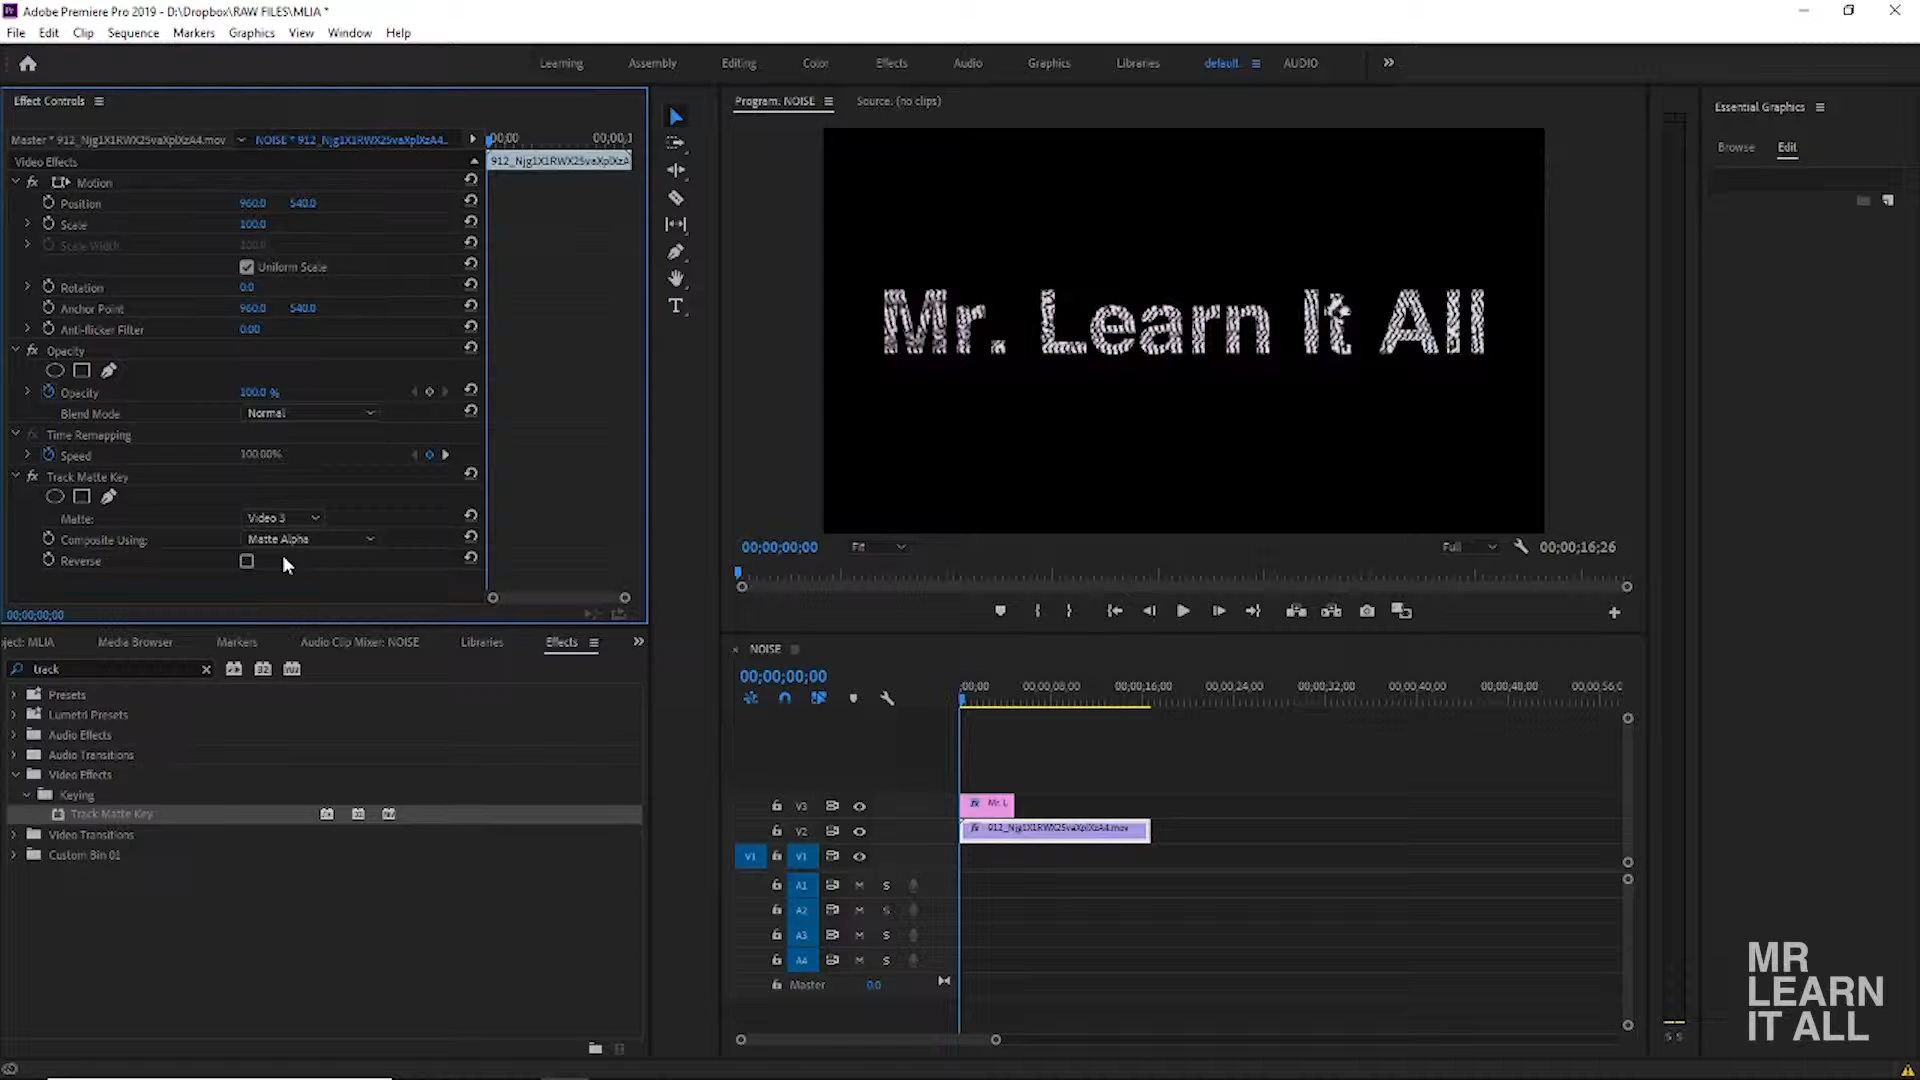 Adobe Premiere Pro 2019 - D:\Dropbox\RAW FILES\MLIA *
File Edit Clip Sequence Markers Graphics View Window Help
Learning Assembly Editing Color Effects Audio Graphics Libraries default AUDIO
Effect Controls
Master * 912_Njg1X1RWX2SvaXplXzA4.mov NOISE * 912_Njg1X1RWX2SvaXplXzA4...
;00;00 00;00;1
Video Effects
912_Njg1X1RWX2SvaXplXzA
Motion
Position 960.0 540.0
Scale 100.0
Scale Width 100.0
Uniform Scale
Rotation 0.0
Anchor Point 960.0 540.0
Anti-flicker Filter 0.00
Opacity
Opacity 100.0 %
Blend Mode Normal
Time Remapping
Speed 100.00%
Track Matte Key
Matte: Video 3
Composite Using: Matte Alpha
Reverse
00;00;00;00
Program: NOISE Source: (no clips)
Mr. Learn It All
00;00;00;00 Fit Full 00;00;16;26
Essential Graphics
Browse Edit
oject: MLIA Media Browser Markers Audio Clip Mixer: NOISE Libraries Effects
track
Presets
Lumetri Presets
Audio Effects
Audio Transitions
Video Effects
Keying
Track Matte Key
Video Transitions
Custom Bin 01
NOISE
00;00;00;00
;00;00 00;00;08;00 00;00;16;00 00;00;24;00 00;00;32;00 00;00;40;00 00;00;48;00 00;00;56;0
V3 Mr. L
V2 912_Njg1X1RWX2SvaXplXzA4.mov
V1 V1
A1 M S
A2 M S
A3 M S
A4 M S
Master 0.0
S S
MR
LEARN
IT ALL